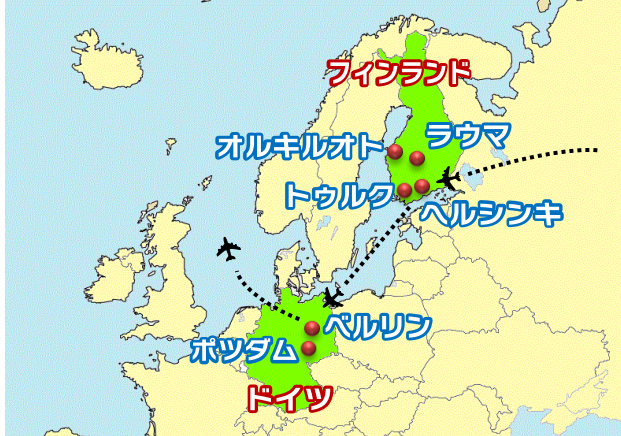 フィンランド
ラウマ
オルキルオト
トゥルク
ヘルシンキ
ベルリン
ポツダム
ドイツ